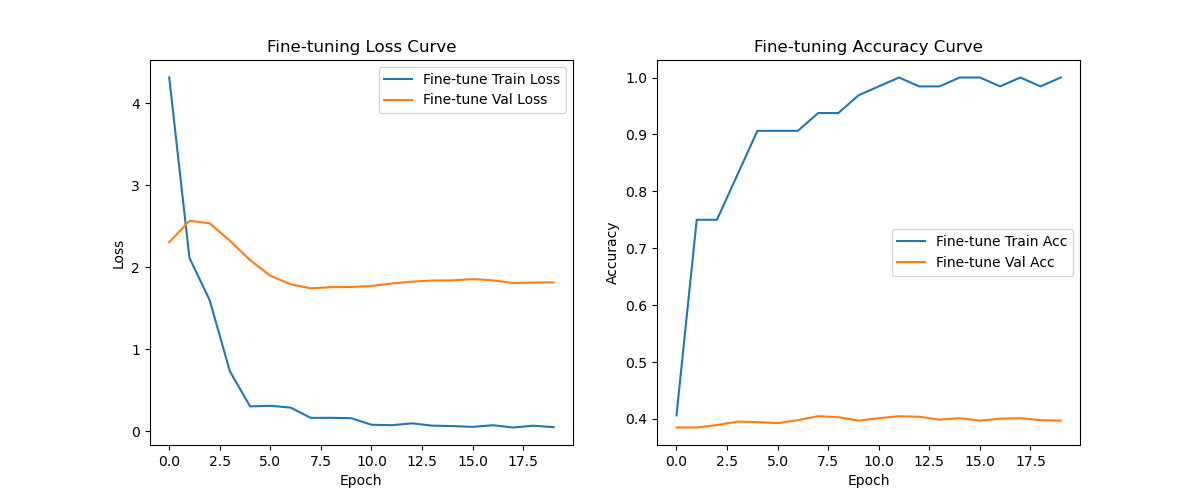 Fine-tuning Loss Curve
Fine-tune Train Loss
Fine-tune Val Loss
Loss
4
3
2
1
0
0.0 2.5 5.0 7.5 10.0 12.5 15.0 17.5
Epoch
Fine-tuning Accuracy Curve
Fine-tune Train Acc
Fine-tune Val Acc
Accuracy
1.0
0.9
0.8
0.7
0.6
0.5
0.4
0.0 2.5 5.0 7.5 10.0 12.5 15.0 17.5
Epoch